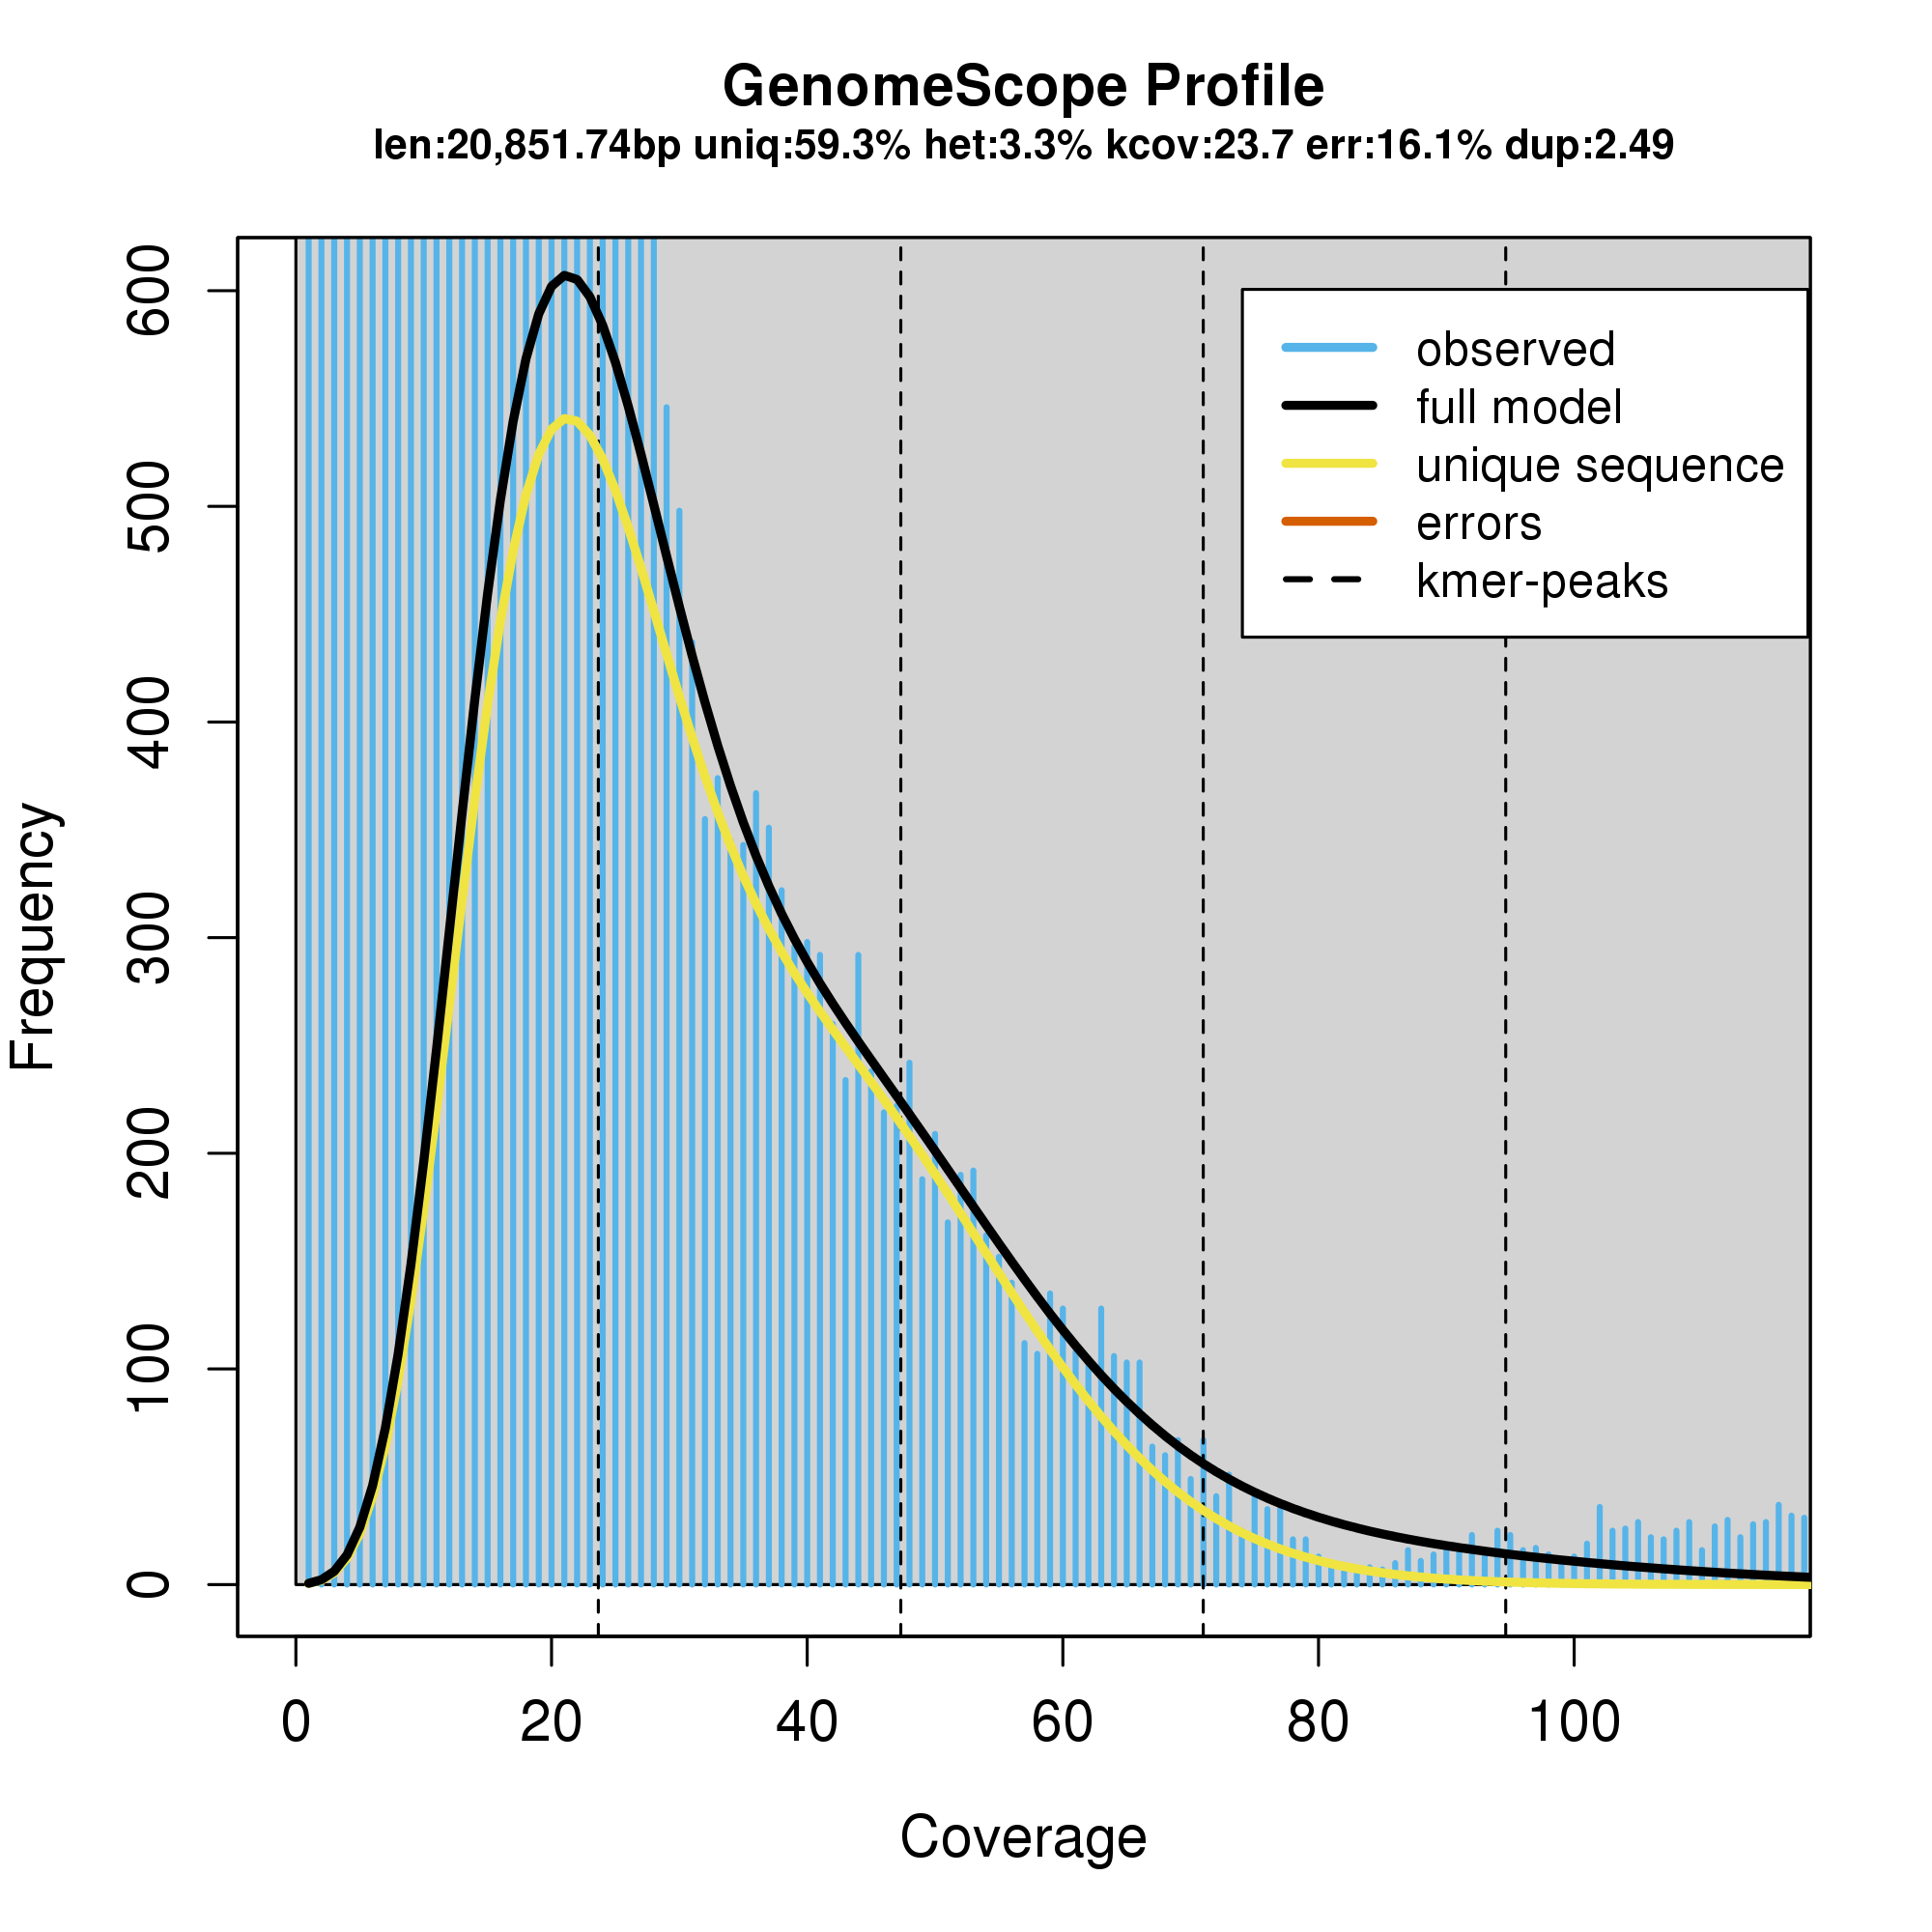 GenomeScope Profile
len:20,851.74bp uniq:59.3% het:3.3% kcov:23.7 err:16.1% dup:2.49
observed
full model
unique sequence
errors
kmer-peaks
Frequency
600
500
400
300
200
100
0
0 20 40 60 80 100
Coverage